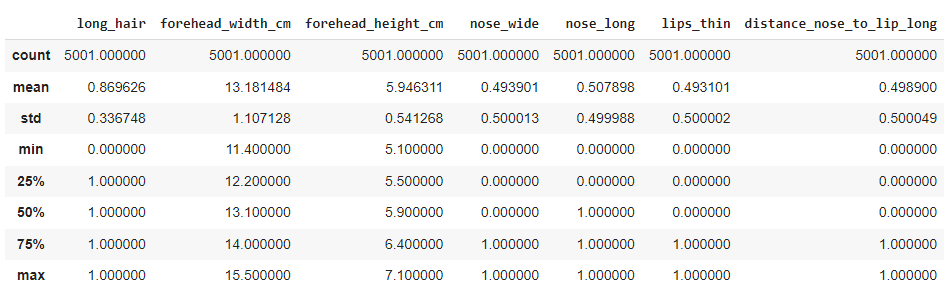 long_hair forehead_width_cm forehead_height_cm nose_wide nose_long lips_thin distance_nose_to_lip_long
count 5001.000000 5001.000000 5001.000000 5001.000000 5001.000000 5001.000000 5001.000000
mean 0.869626 13.181484 5.946311 0.493901 0.507898 0.493101 0.498900
std 0.336748 1.107128 0.541268 0.500013 0.499988 0.500002 0.500049
min 0.000000 11.400000 5.100000 0.000000 0.000000 0.000000 0.000000
25% 1.000000 12.200000 5.500000 0.000000 0.000000 0.000000 0.000000
50% 1.000000 13.100000 5.900000 0.000000 1.000000 0.000000 0.000000
75% 1.000000 14.000000 6.400000 1.000000 1.000000 1.000000 1.000000
max 1.000000 15.500000 7.100000 1.000000 1.000000 1.000000 1.000000